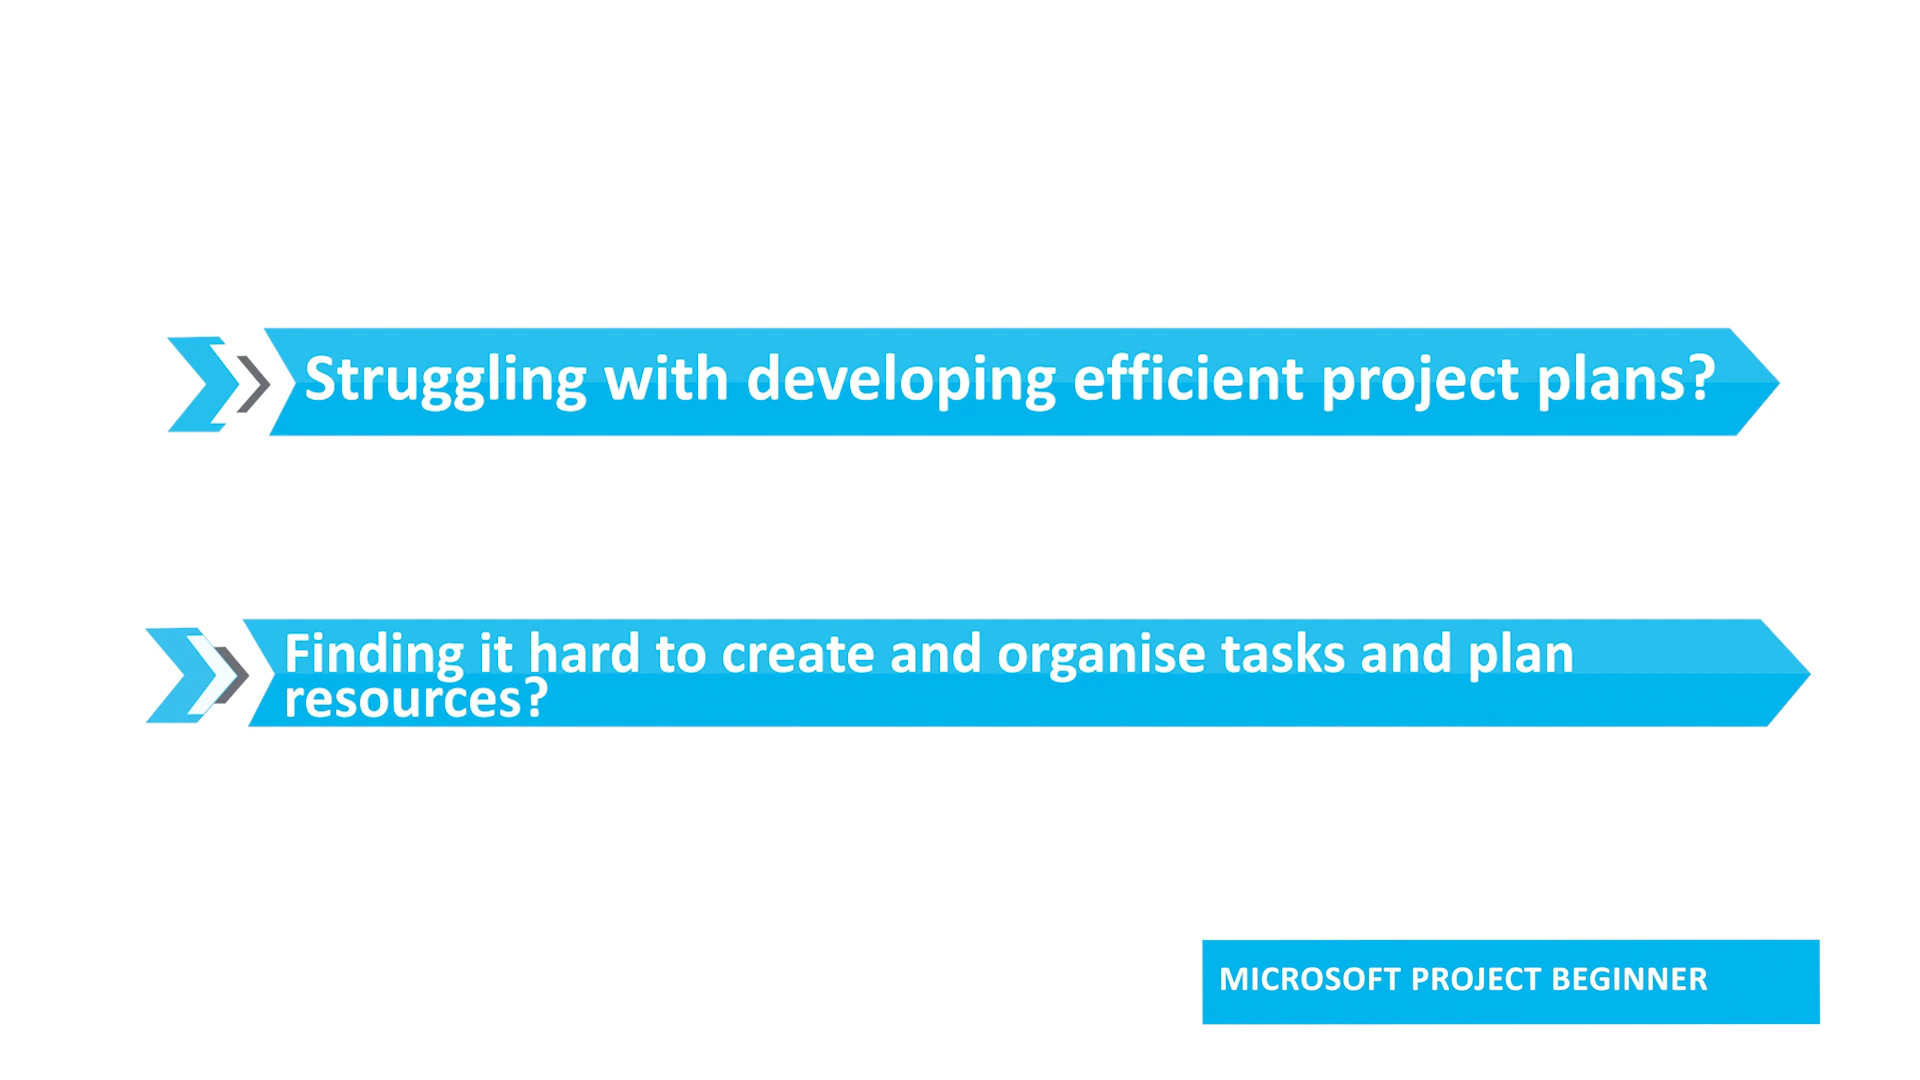 Struggling with developing efficient project plans?
Finding it hard to create and organise tasks and plan
resources?
MICROSOFT PROJECT BEGINNER